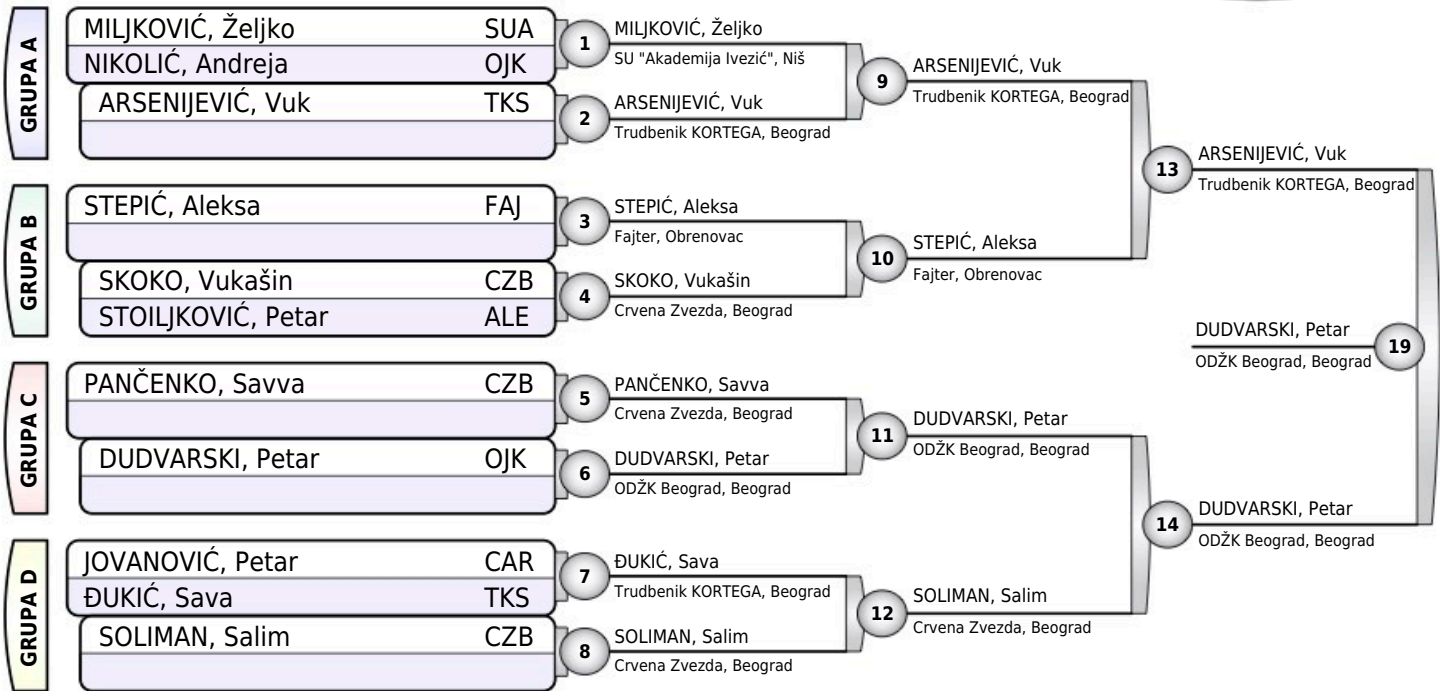 GRUPA A
MILJKOVIĆ, Željko SUA
NIKOLIĆ, Andreja OJK
ARSENIJEVIĆ, Vuk TKS
1
MILJKOVIĆ, Željko
SU "Akademija Ivezić", Niš
2
ARSENIJEVIĆ, Vuk
Trudbenik KORTEGA, Beograd
9
ARSENIJEVIĆ, Vuk
Trudbenik KORTEGA, Beograd
GRUPA B
STEPIĆ, Aleksa FAJ
SKOKO, Vukašin CZB
STOILJKOVIĆ, Petar ALE
3
STEPIĆ, Aleksa
Fajter, Obrenovac
4
SKOKO, Vukašin
Crvena Zvezda, Beograd
10
STEPIĆ, Aleksa
Fajter, Obrenovac
13
ARSENIJEVIĆ, Vuk
Trudbenik KORTEGA, Beograd
GRUPA C
PANČENKO, Savva CZB
DUDVARSKI, Petar OJK
5
PANČENKO, Savva
Crvena Zvezda, Beograd
6
DUDVARSKI, Petar
ODŽK Beograd, Beograd
11
DUDVARSKI, Petar
ODŽK Beograd, Beograd
GRUPA D
JOVANOVIĆ, Petar CAR
ĐUKIĆ, Sava TKS
SOLIMAN, Salim CZB
7
ĐUKIĆ, Sava
Trudbenik KORTEGA, Beograd
8
SOLIMAN, Salim
Crvena Zvezda, Beograd
12
SOLIMAN, Salim
Crvena Zvezda, Beograd
14
DUDVARSKI, Petar
ODŽK Beograd, Beograd
DUDVARSKI, Petar
ODŽK Beograd, Beograd
19